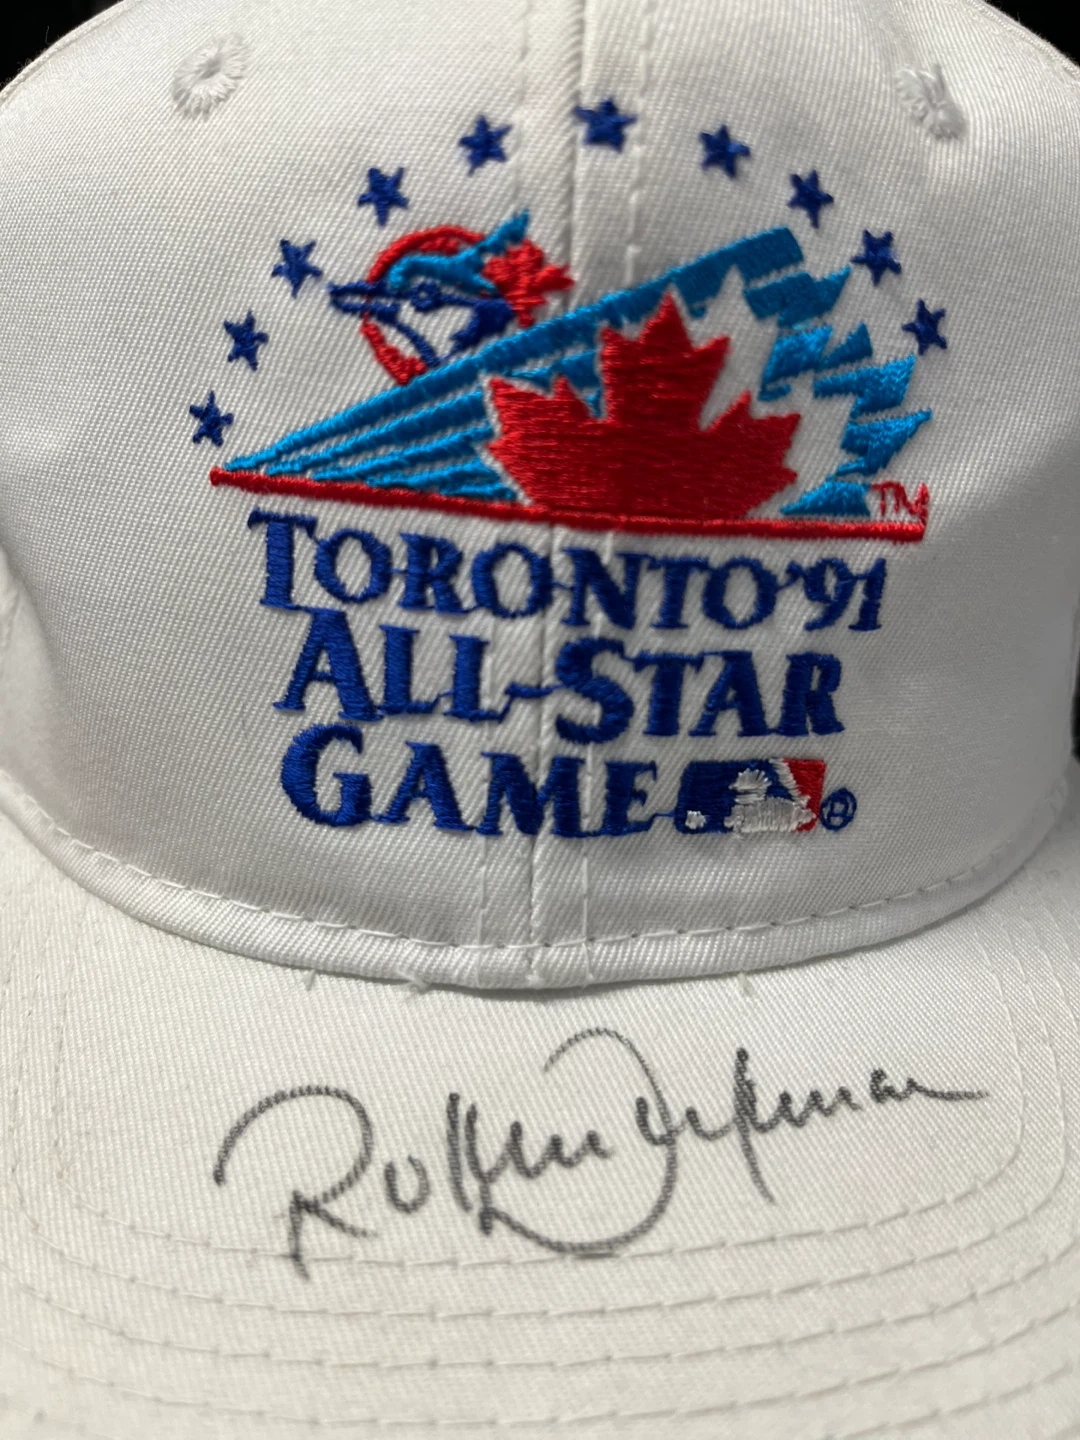 TM
TORONTO '91
ALL-STAR
GAME ®